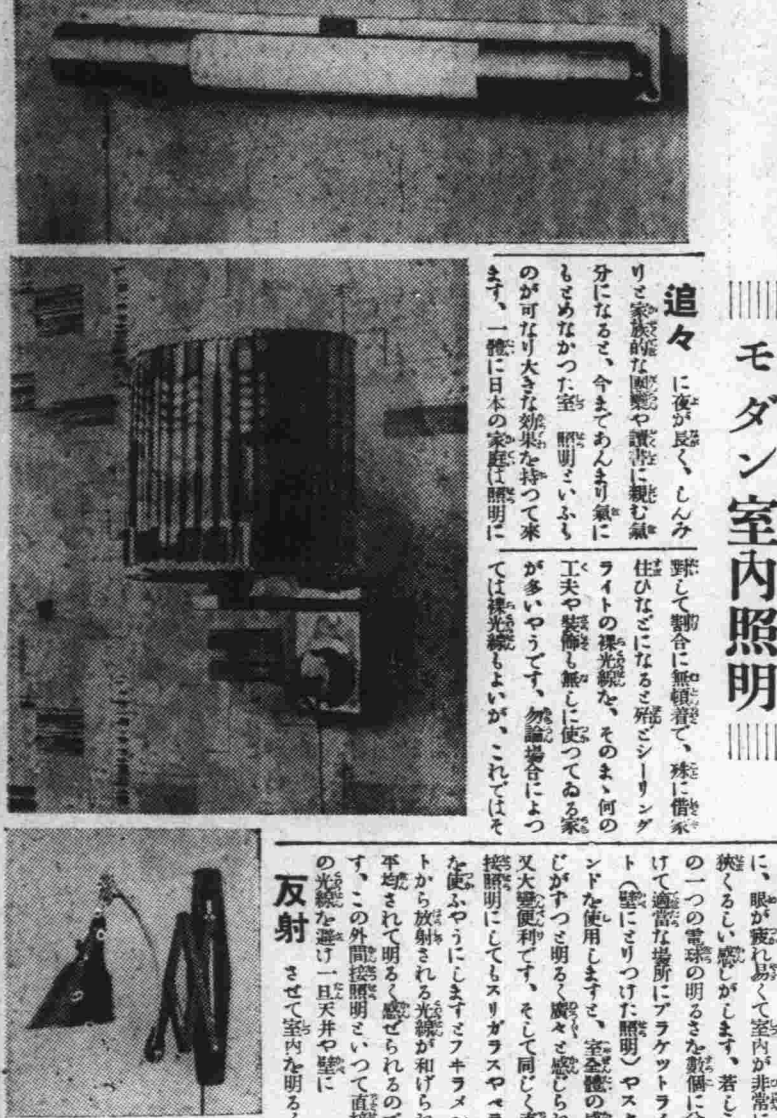 モダン室内照明
追々に夜が長く、しんみ
りと家族的な團欒や讀書に親む氣
分になると、今まであんまり氣に
もとめなかつた室 照明といふも
のが可なり大きな効果を持つて來
ます、一體に日本の家庭は照明に
對して割合に無頓着で、殊に借家
住ひなどになると殆どシーリング
ライトの裸光線を、そのまゝ何の
工夫や裝飾も無しに使つてゐる家
が多いやうです、勿論場合によつ
ては裸光線もよいが、これではそ
に、眼が疲れ易くて室内が非常
狹くるしい感じがします、若しこ
の一つの電球の明るさを數個に
けて適當な場所にブラケットラ
ト（壁にとりつけた照明）やス
ンドを使用しますと、室全體の感
じがずつと明るく廣々と感じられ
又大變便利です、そして同じく直
接照明にしてもスリガラスやベラ
を使ふやうにしますとフヰラメン
トから放射される光線が和げられ
平均されて明るく感ぜられるので
す、この外間接照明といつて直接
の光線を避け一旦天井や壁に
反射させて室内を明る